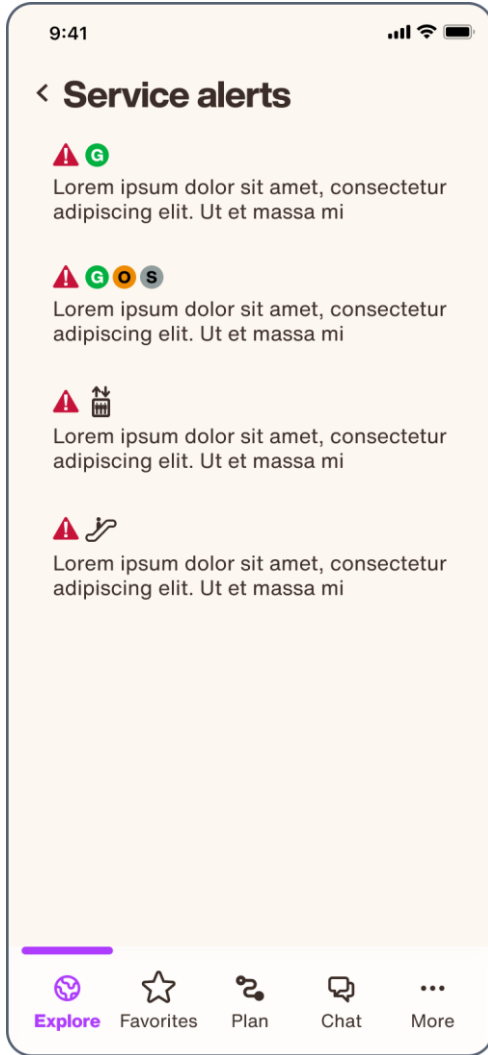 9:41
Service alerts
G
Lorem ipsum dolor sit amet, consectetur
adipiscing elit. Ut et massa mi
G O S
Lorem ipsum dolor sit amet, consectetur
adipiscing elit. Ut et massa mi
Lorem ipsum dolor sit amet, consectetur
adipiscing elit. Ut et massa mi
Lorem ipsum dolor sit amet, consectetur
adipiscing elit. Ut et massa mi
Explore Favorites Plan Chat More